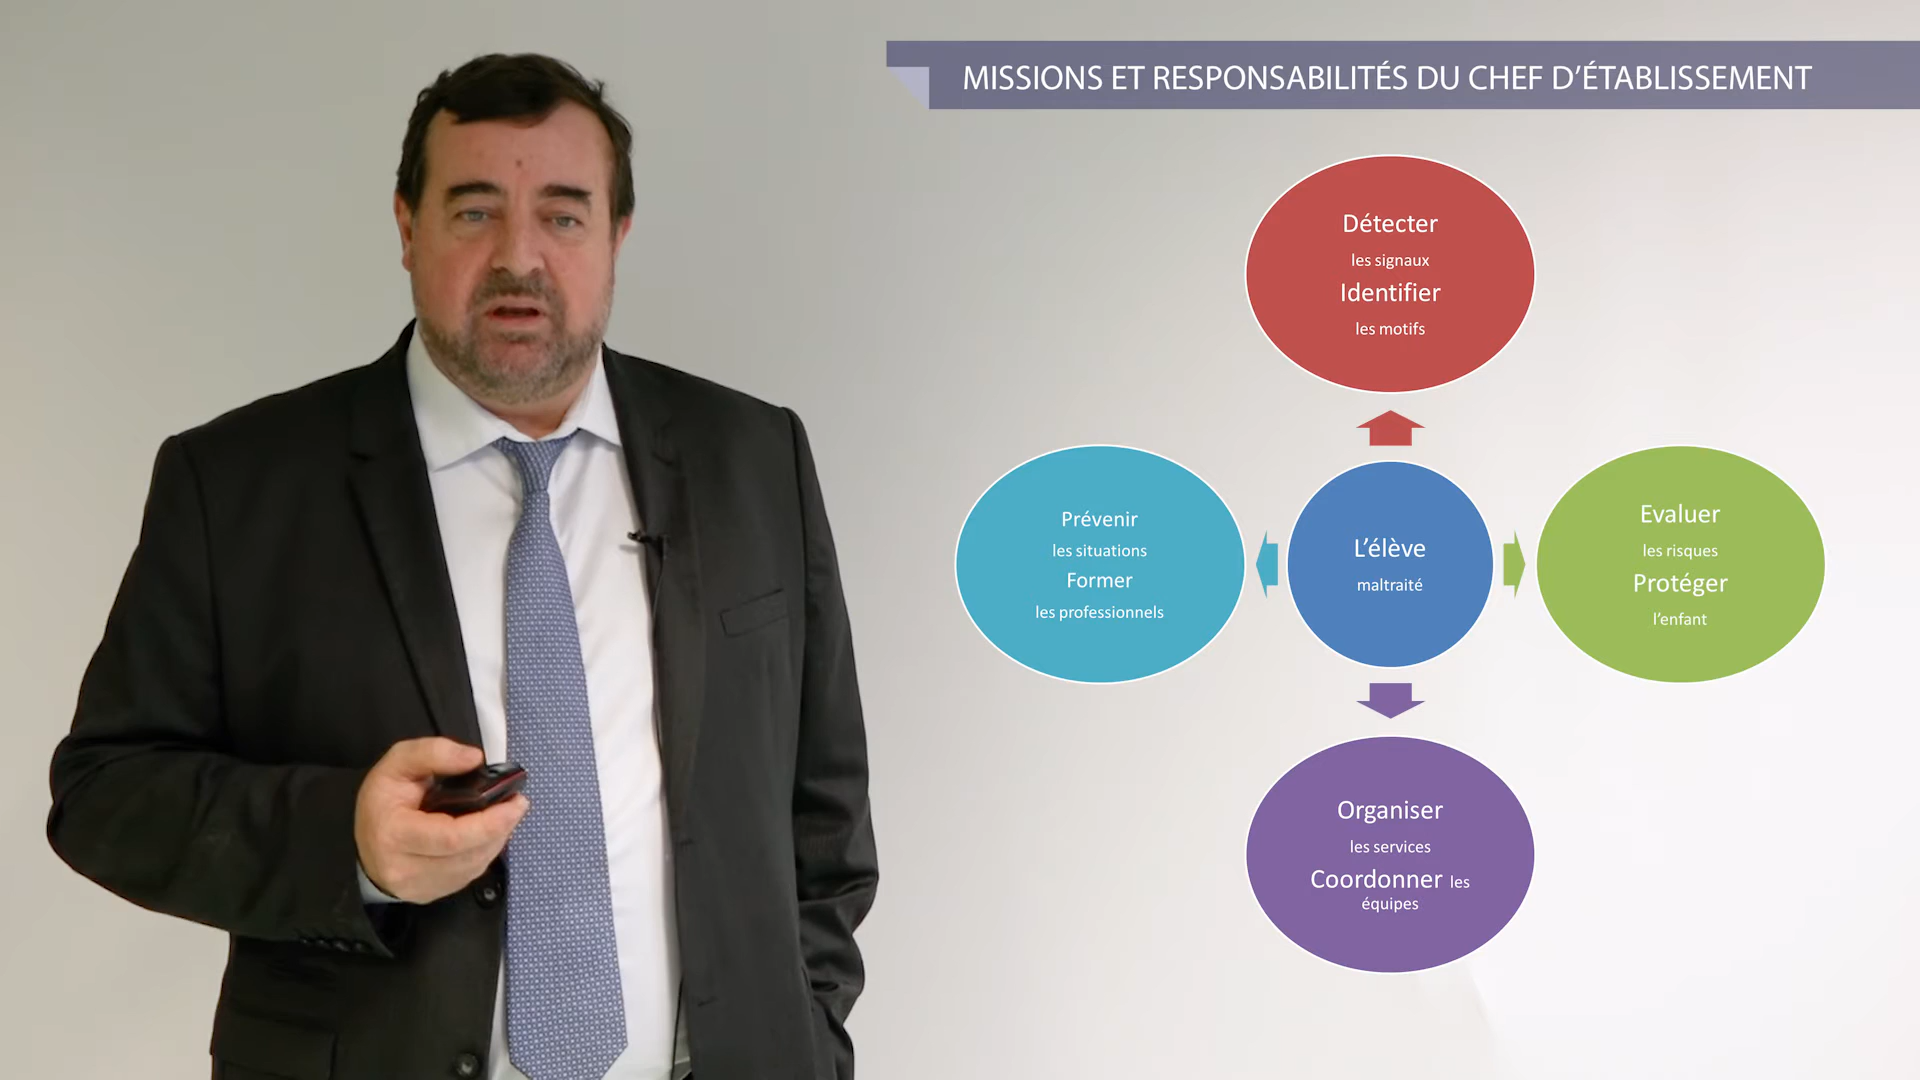 MISSIONS ET RESPONSABILITÉS DU CHEF D’ÉTABLISSEMENT
Détecter
les signaux
Identifier
les motifs
Prévenir
les situations
Former
les professionnels
L’élève
maltraité
Evaluer
les risques
Protéger
l’enfant
Organiser
les services
Coordonner les
équipes